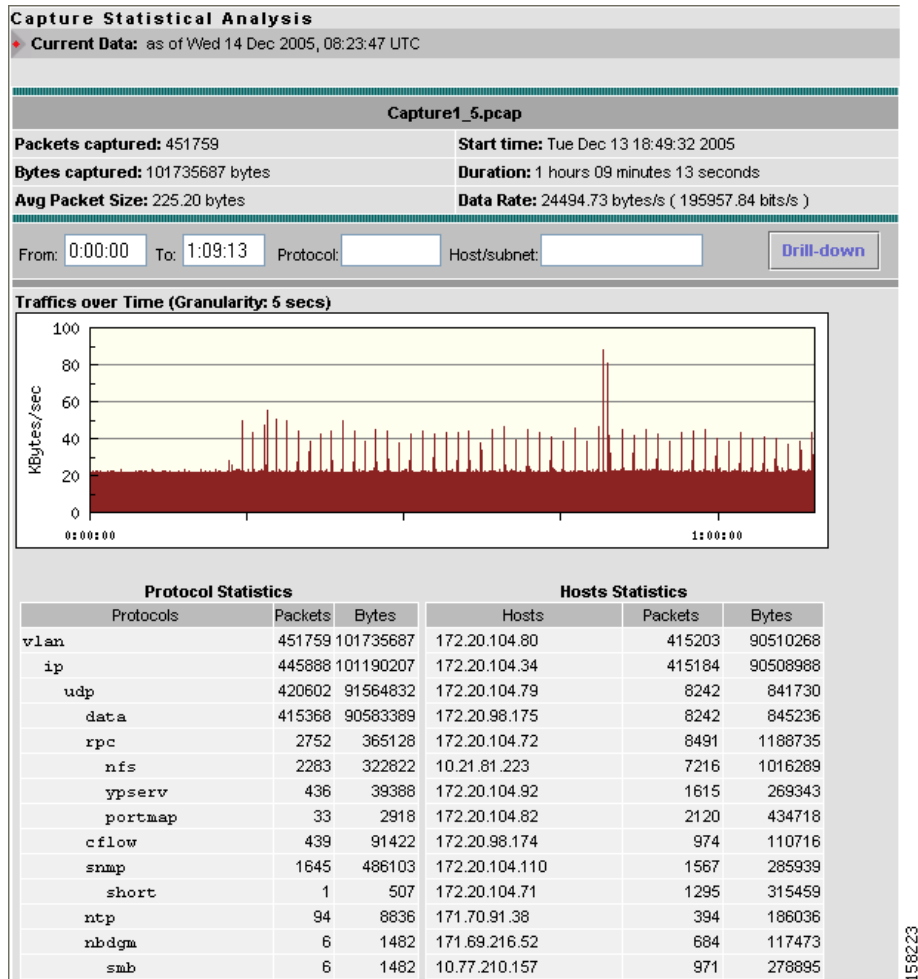 Capture Statistical Analysis
Current Data: as of Wed 14 Dec 2005, 08:23:47 UTC
Capture1_5.pcap
Packets captured: 451759 Start time: Tue Dec 13 18:49:32 2005
Bytes captured: 101735687 bytes Duration: 1 hours 09 minutes 13 seconds
Avg Packet Size: 225.20 bytes Data Rate: 24494.73 bytes/s ( 195957.84 bits/s )
From: 0:00:00 To: 1:09:13 Protocol: Host/subnet: Drill-down
Traffics over Time (Granularity: 5 secs)
100
80
60
40
20
0
KBytes/sec
0:00:00 1:00:00
Protocol Statistics Hosts Statistics
Protocols Packets Bytes Hosts Packets Bytes
vlan 451759 101735687 172.20.104.80 415203 90510268
ip 445888 101190207 172.20.104.34 415184 90508988
udp 420602 91564832 172.20.104.79 8242 841730
data 415368 90583389 172.20.98.175 8242 845236
rpc 2752 365128 172.20.104.72 8491 1188735
nfs 2283 322822 10.21.81.223 7216 1016289
ypserv 436 39388 172.20.104.92 1615 269343
portmap 33 2918 172.20.104.82 2120 434718
cflow 439 91422 172.20.98.174 974 110716
snmp 1645 486103 172.20.104.110 1567 285939
short 1 507 172.20.104.71 1295 315459
ntp 94 8836 171.70.91.38 394 186036
nbdgm 6 1482 171.69.216.52 684 117473
smb 6 1482 10.77.210.157 971 278895
158223